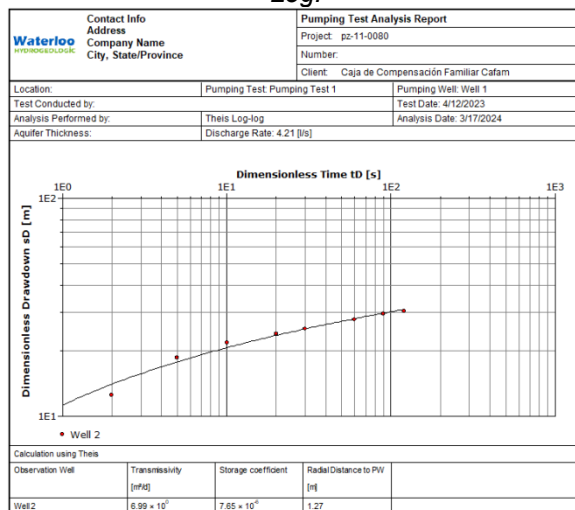 Log.
Waterloo
HYDROGEOLOGIC
Contact Info
Address
Company Name
City, State/Province
Pumping Test Analysis Report
Project: pz-11-0080
Number:
Client: Caja de Compensación Familiar Cafam
Location: Pumping Test: Pumping Test 1 Pumping Well: Well 1
Test Conducted by: Test Date: 4/12/2023
Analysis Performed by: Theis Log-log Analysis Date: 3/17/2024
Aquifer Thickness: Discharge Rate: 4.21 [l/s]
Dimensionless Time tD [s]
1E0 1E1 1E2 1E3
1E2
Dimensionless Drawdown sD [m]
1E1
Well 2
Calculation using Theis
Observation Well Transmissivity Storage coefficient Radial Distance to PW
[m²/d] [m]
Well 2 6.99 × 10⁰ 1.27